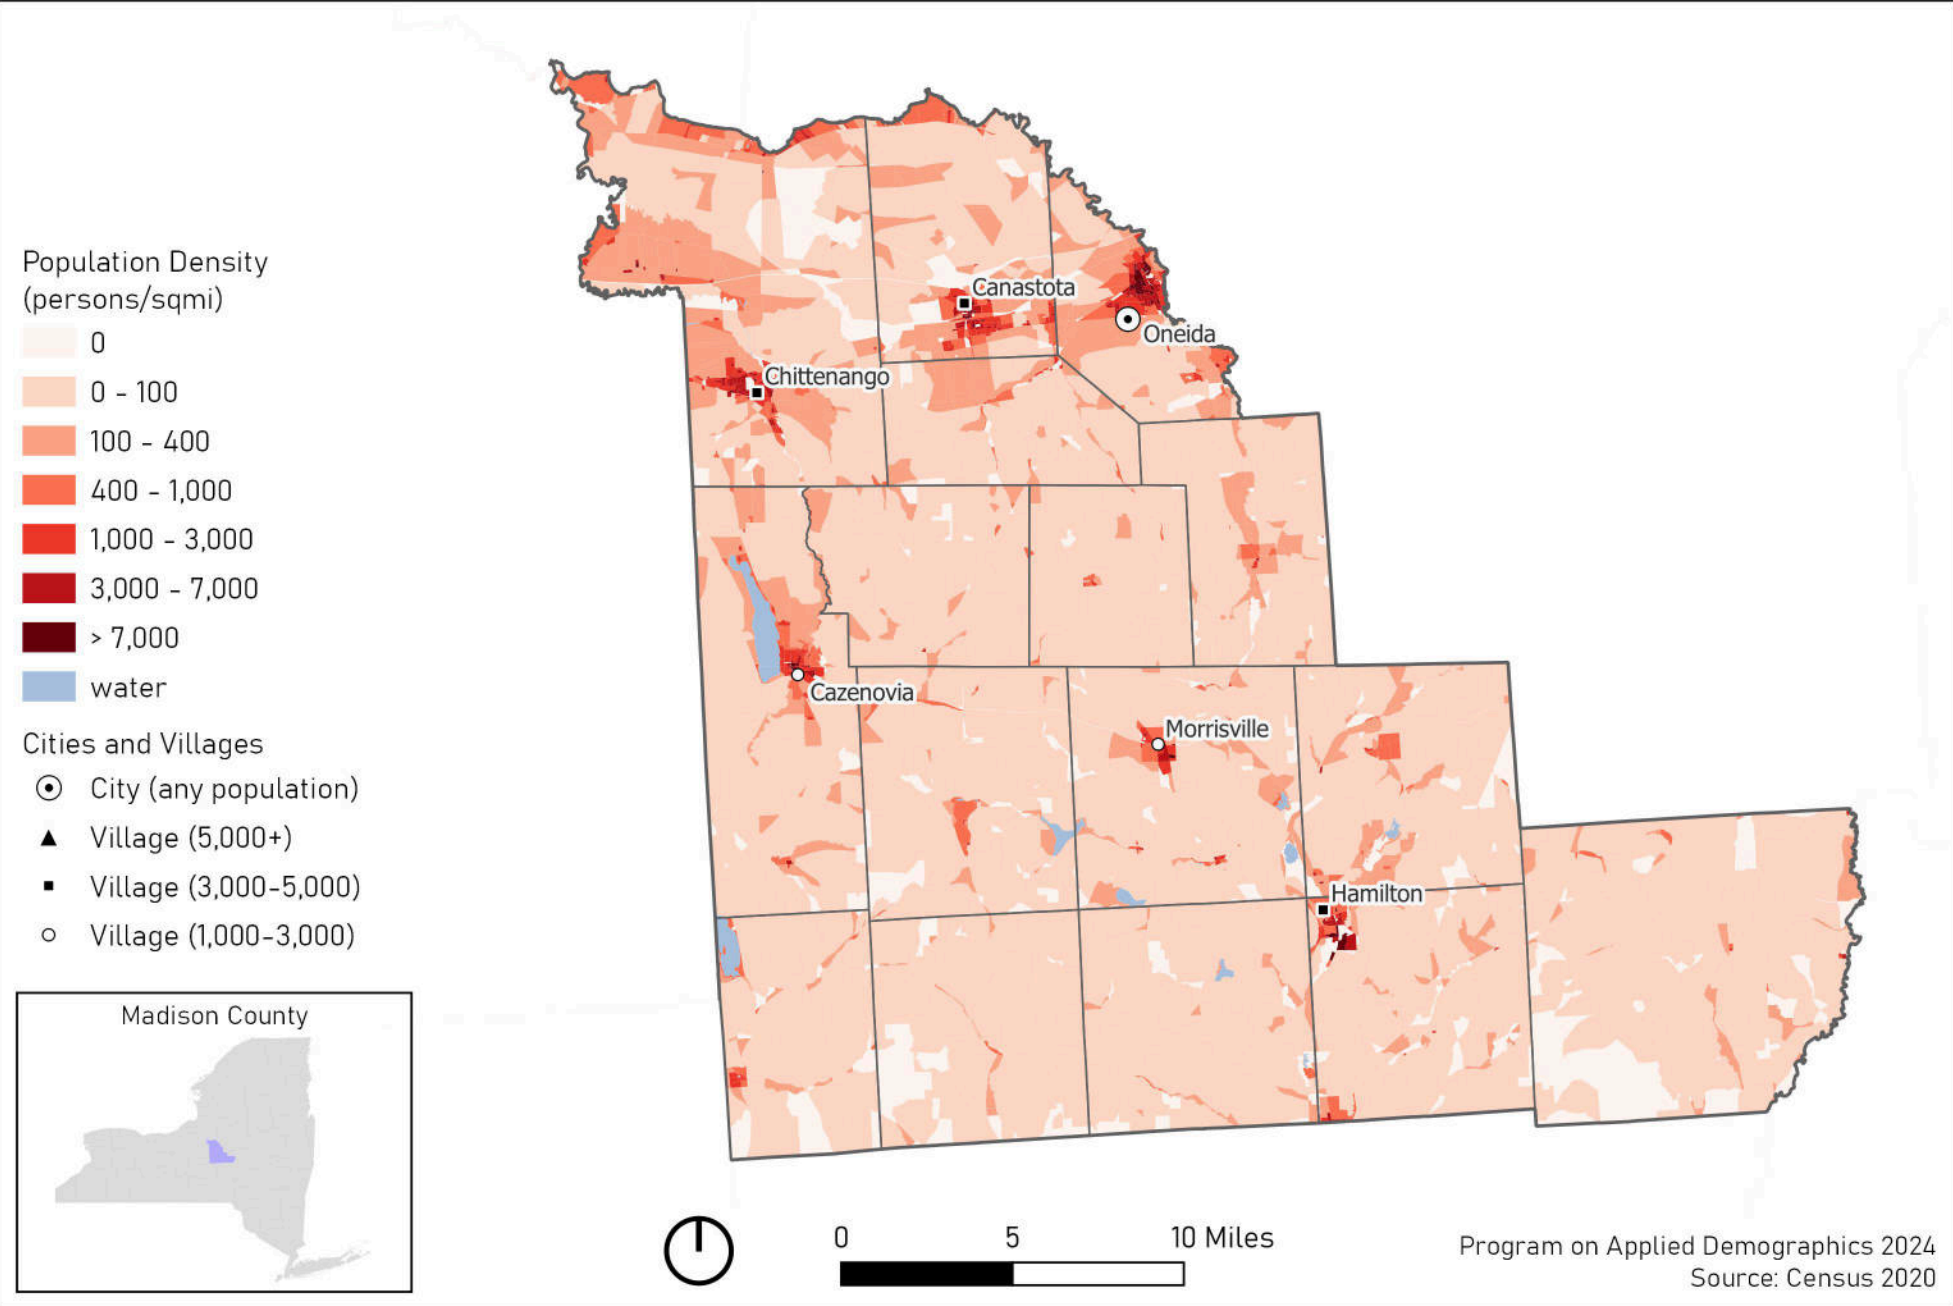 Population Density
(persons/sqmi)
0
0 - 100
100 - 400
400 - 1,000
1,000 - 3,000
3,000 - 7,000
> 7,000
water
Cities and Villages
City (any population)
Village (5,000+)
Village (3,000-5,000)
Village (1,000-3,000)
Madison County
Canastota
Oneida
Chittenango
Cazenovia
Morrisville
Hamilton
0 5 10 Miles
Program on Applied Demographics 2024
Source: Census 2020